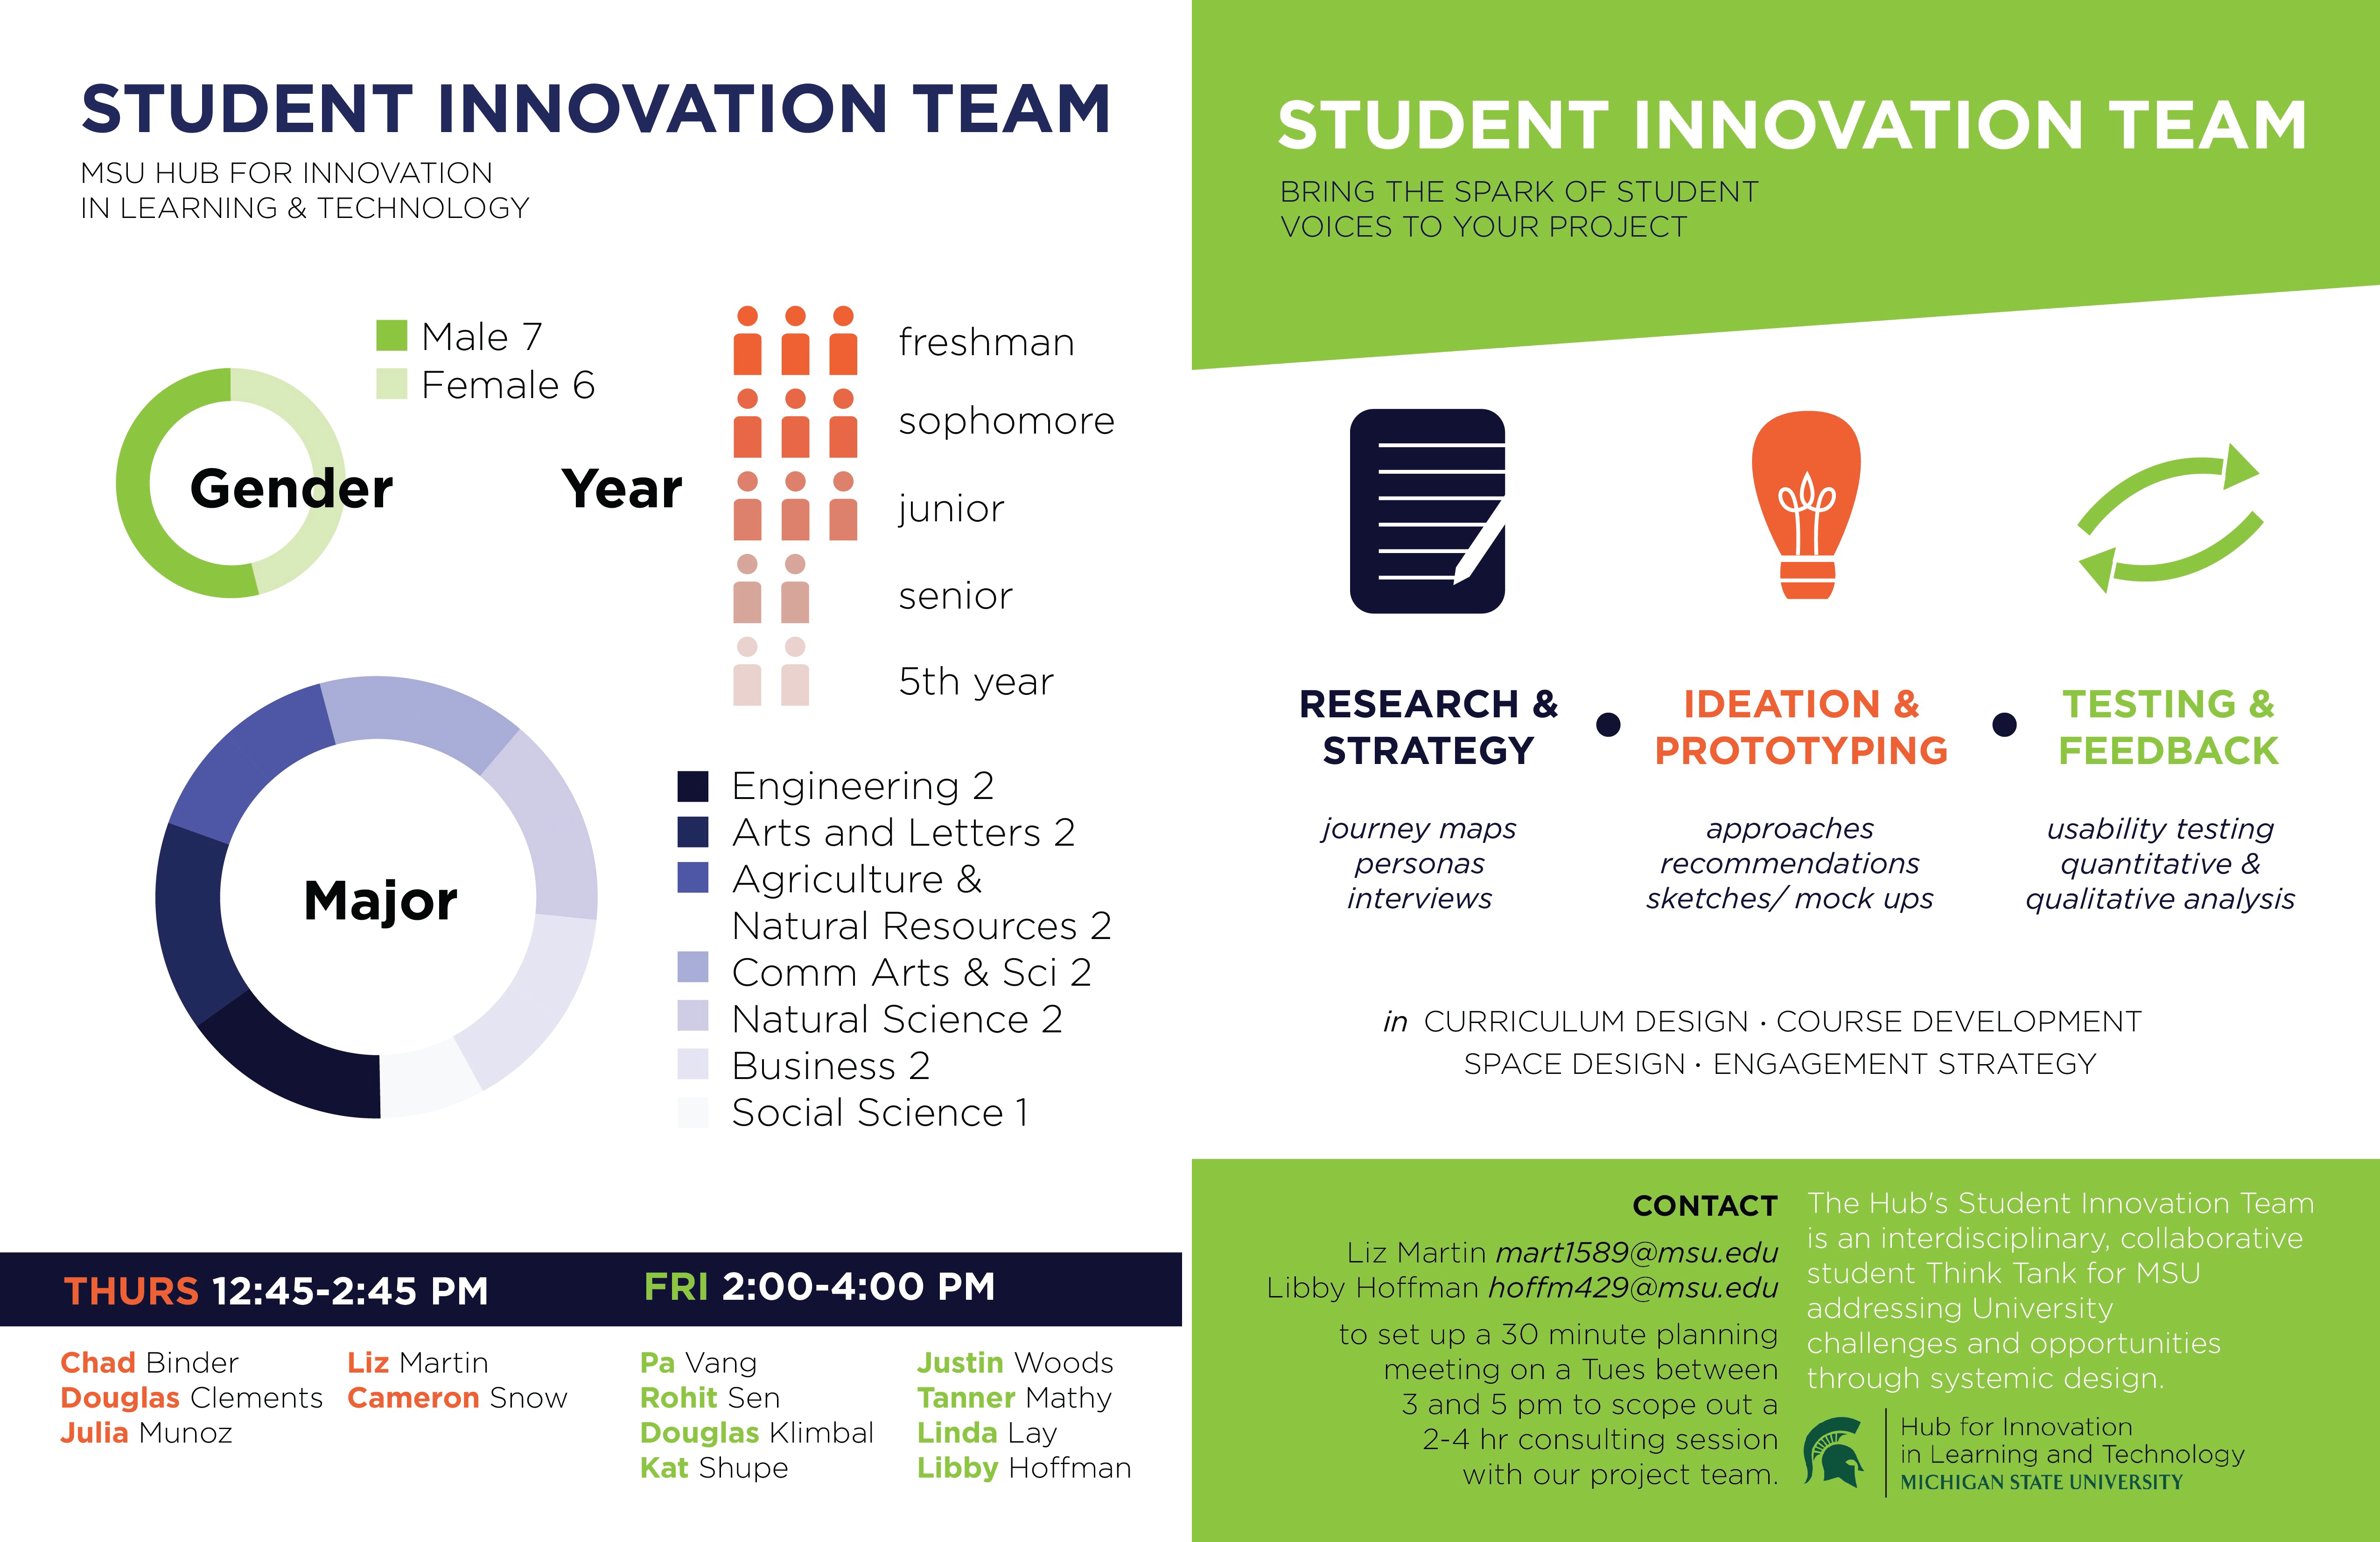 STUDENT INNOVATION TEAM
MSU HUB FOR INNOVATION
IN LEARNING & TECHNOLOGY
Male 7
Female 6
Gender
Year
freshman
sophomore
junior
senior
5th year
Major
Engineering 2
Arts and Letters 2
Agriculture &
Natural Resources 2
Comm Arts & Sci 2
Natural Science 2
Business 2
Social Science 1
THURS 12:45-2:45 PM
Chad Binder
Douglas Clements
Julia Munoz
Liz Martin
Cameron Snow
FRI 2:00-4:00 PM
Pa Vang
Rohit Sen
Douglas Klimbal
Kat Shupe
Justin Woods
Tanner Mathy
Linda Lay
Libby Hoffman
STUDENT INNOVATION TEAM
BRING THE SPARK OF STUDENT
VOICES TO YOUR PROJECT
RESEARCH &
STRATEGY
journey maps
personas
interviews
•
IDEATION &
PROTOTYPING
approaches
recommendations
sketches/ mock ups
•
TESTING &
FEEDBACK
usability testing
quantitative &
qualitative analysis
in CURRICULUM DESIGN · COURSE DEVELOPMENT
SPACE DESIGN · ENGAGEMENT STRATEGY
CONTACT
Liz Martin mart1589@msu.edu
Libby Hoffman hoffm429@msu.edu
to set up a 30 minute planning
meeting on a Tues between
3 and 5 pm to scope out a
2-4 hr consulting session
with our project team.
The Hub's Student Innovation Team
is an interdisciplinary, collaborative
student Think Tank for MSU
addressing University
challenges and opportunities
through systemic design.
Hub for Innovation
in Learning and Technology
MICHIGAN STATE UNIVERSITY